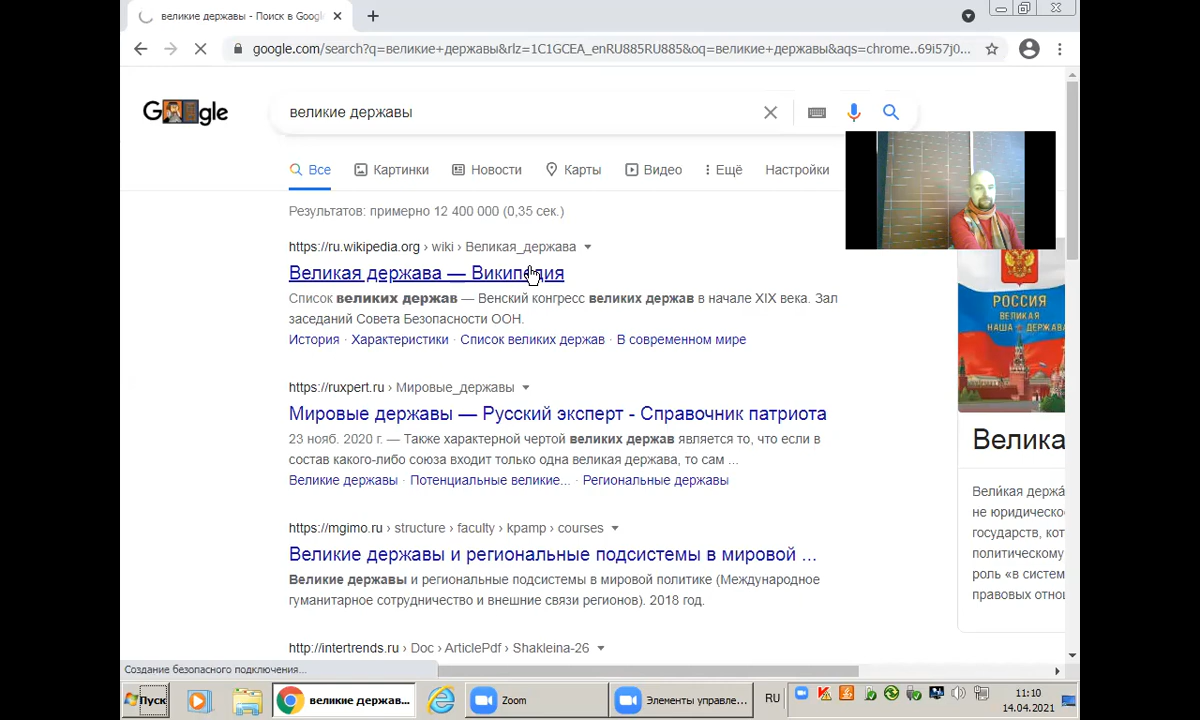 великие державы - Поиск в Googl
google.com/search?q=великие+державы&rlz=1C1GCEA_enRU885RU885&oq=великие+державы&aqs=chrome..69i57j0...
великие державы
Все
Картинки
Новости
Карты
Видео
Ещё
Настройки
Результатов: примерно 12 400 000 (0,35 сек.)
https://ru.wikipedia.org › wiki › Великая_держава
Великая держава — Википедия
Список великих держав — Венский конгресс великих держав в начале XIX века. Зал
заседаний Совета Безопасности ООН.
История · Характеристики · Список великих держав · В современном мире
https://ruxpert.ru › Мировые_державы
Мировые державы — Русский эксперт - Справочник патриота
23 нояб. 2020 г. — Также характерной чертой великих держав является то, что если в
состав какого-либо союза входит только одна великая держава, то сам ...
Великие державы · Потенциальные великие... · Региональные державы
https://mgimo.ru › structure › faculty › kpamp › courses
Великие державы и региональные подсистемы в мировой ...
Великие державы и региональные подсистемы в мировой политике (Международное
гуманитарное сотрудничество и внешние связи регионов). 2018 год.
http://intertrends.ru › Doc › ArticlePdf › Shakleina-26
РОССИЯ
ВЕЛИКАЯ
НАША ДЕРЖАВА
Велика
Вели́кая держа́
не юридическо
государств, кот
политическому
роль «в систем
правовых отно
Создание безопасного подключения...
Пуск
великие держав...
Zoom
Элементы управле...
RU
11:10
14.04.2021